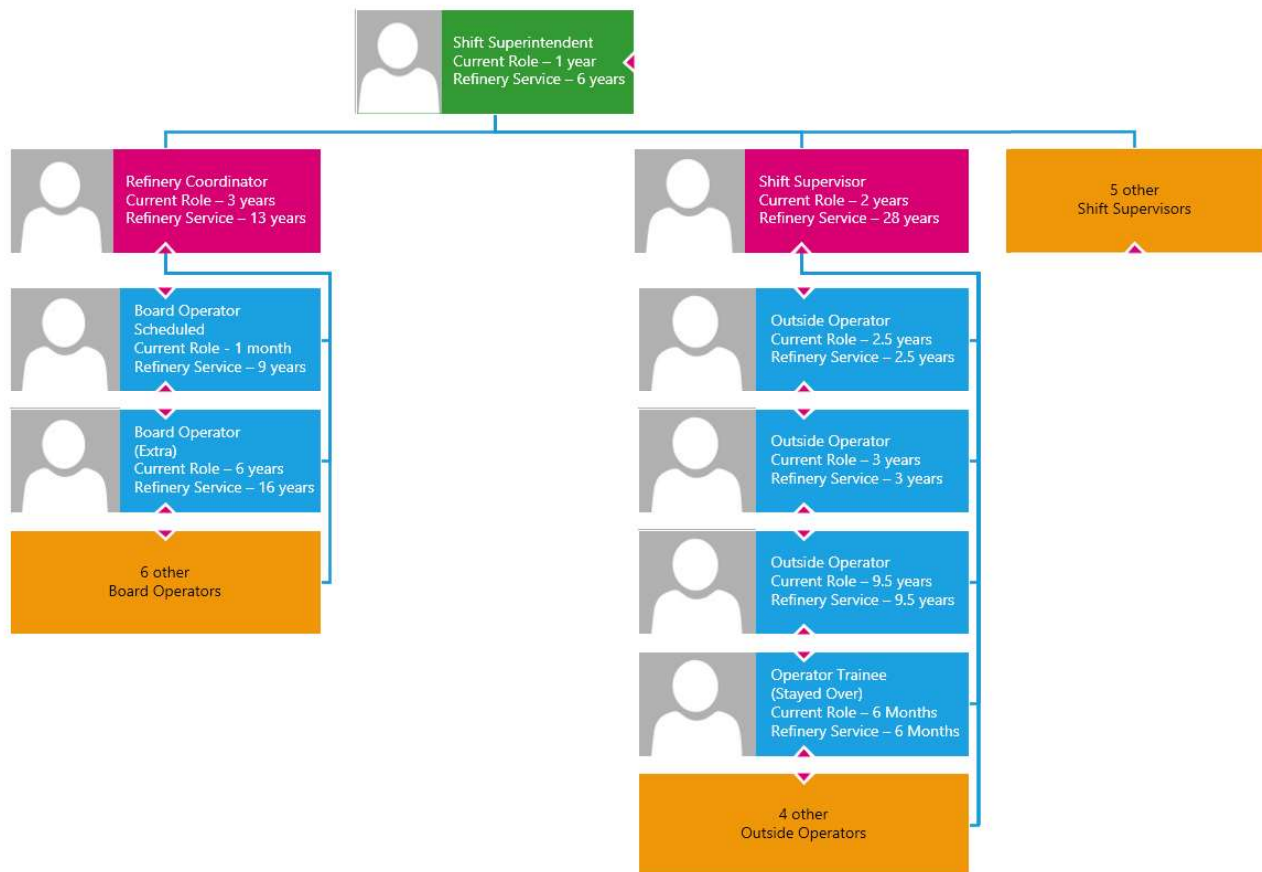 Shift Superintendent
Current Role – 1 year
Refinery Service – 6 years
Refinery Coordinator
Current Role – 3 years
Refinery Service – 13 years
Board Operator
Scheduled
Current Role - 1 month
Refinery Service – 9 years
Board Operator
(Extra)
Current Role – 6 years
Refinery Service – 16 years
6 other
Board Operators
Shift Supervisor
Current Role – 2 years
Refinery Service – 28 years
Outside Operator
Current Role – 2.5 years
Refinery Service – 2.5 years
Outside Operator
Current Role – 3 years
Refinery Service – 3 years
Outside Operator
Current Role – 9.5 years
Refinery Service – 9.5 years
Operator Trainee
(Stayed Over)
Current Role – 6 Months
Refinery Service – 6 Months
4 other
Outside Operators
5 other
Shift Supervisors